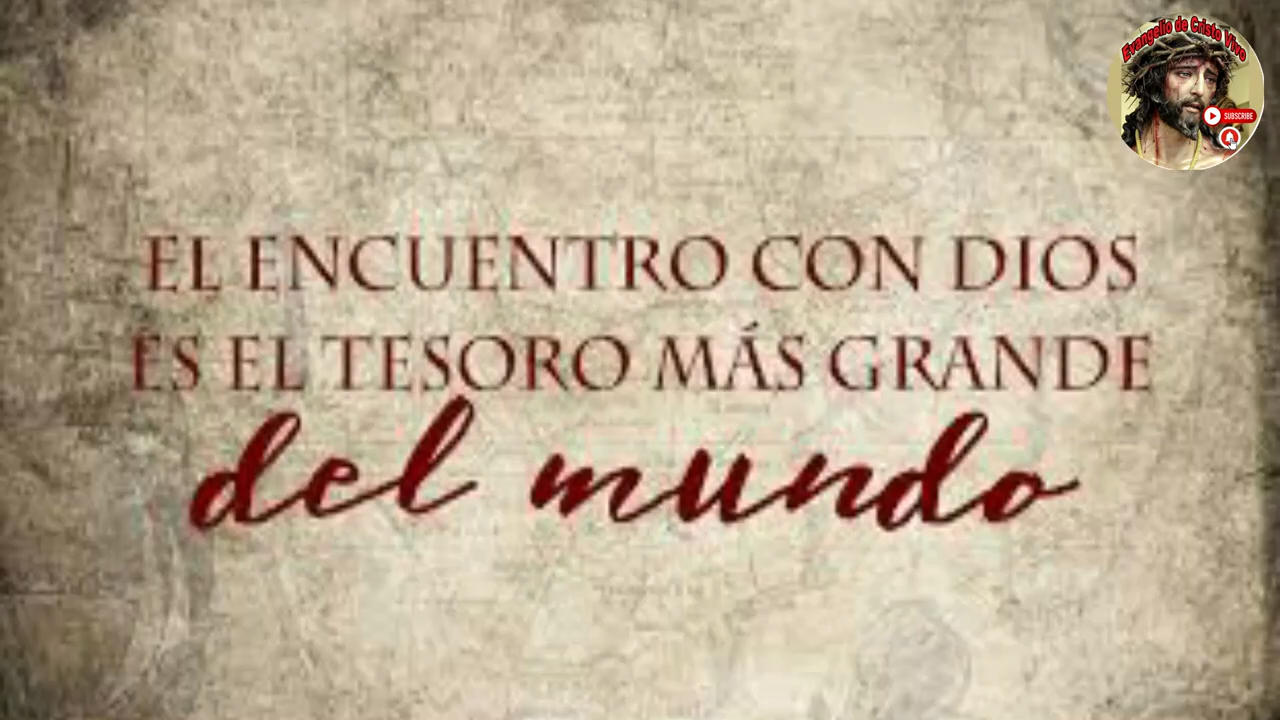 Evangelio de Cristo Vivo
SUBSCRIBE
EL ENCUENTRO CON DIOS
ES EL TESORO MÁS GRANDE
del mundo